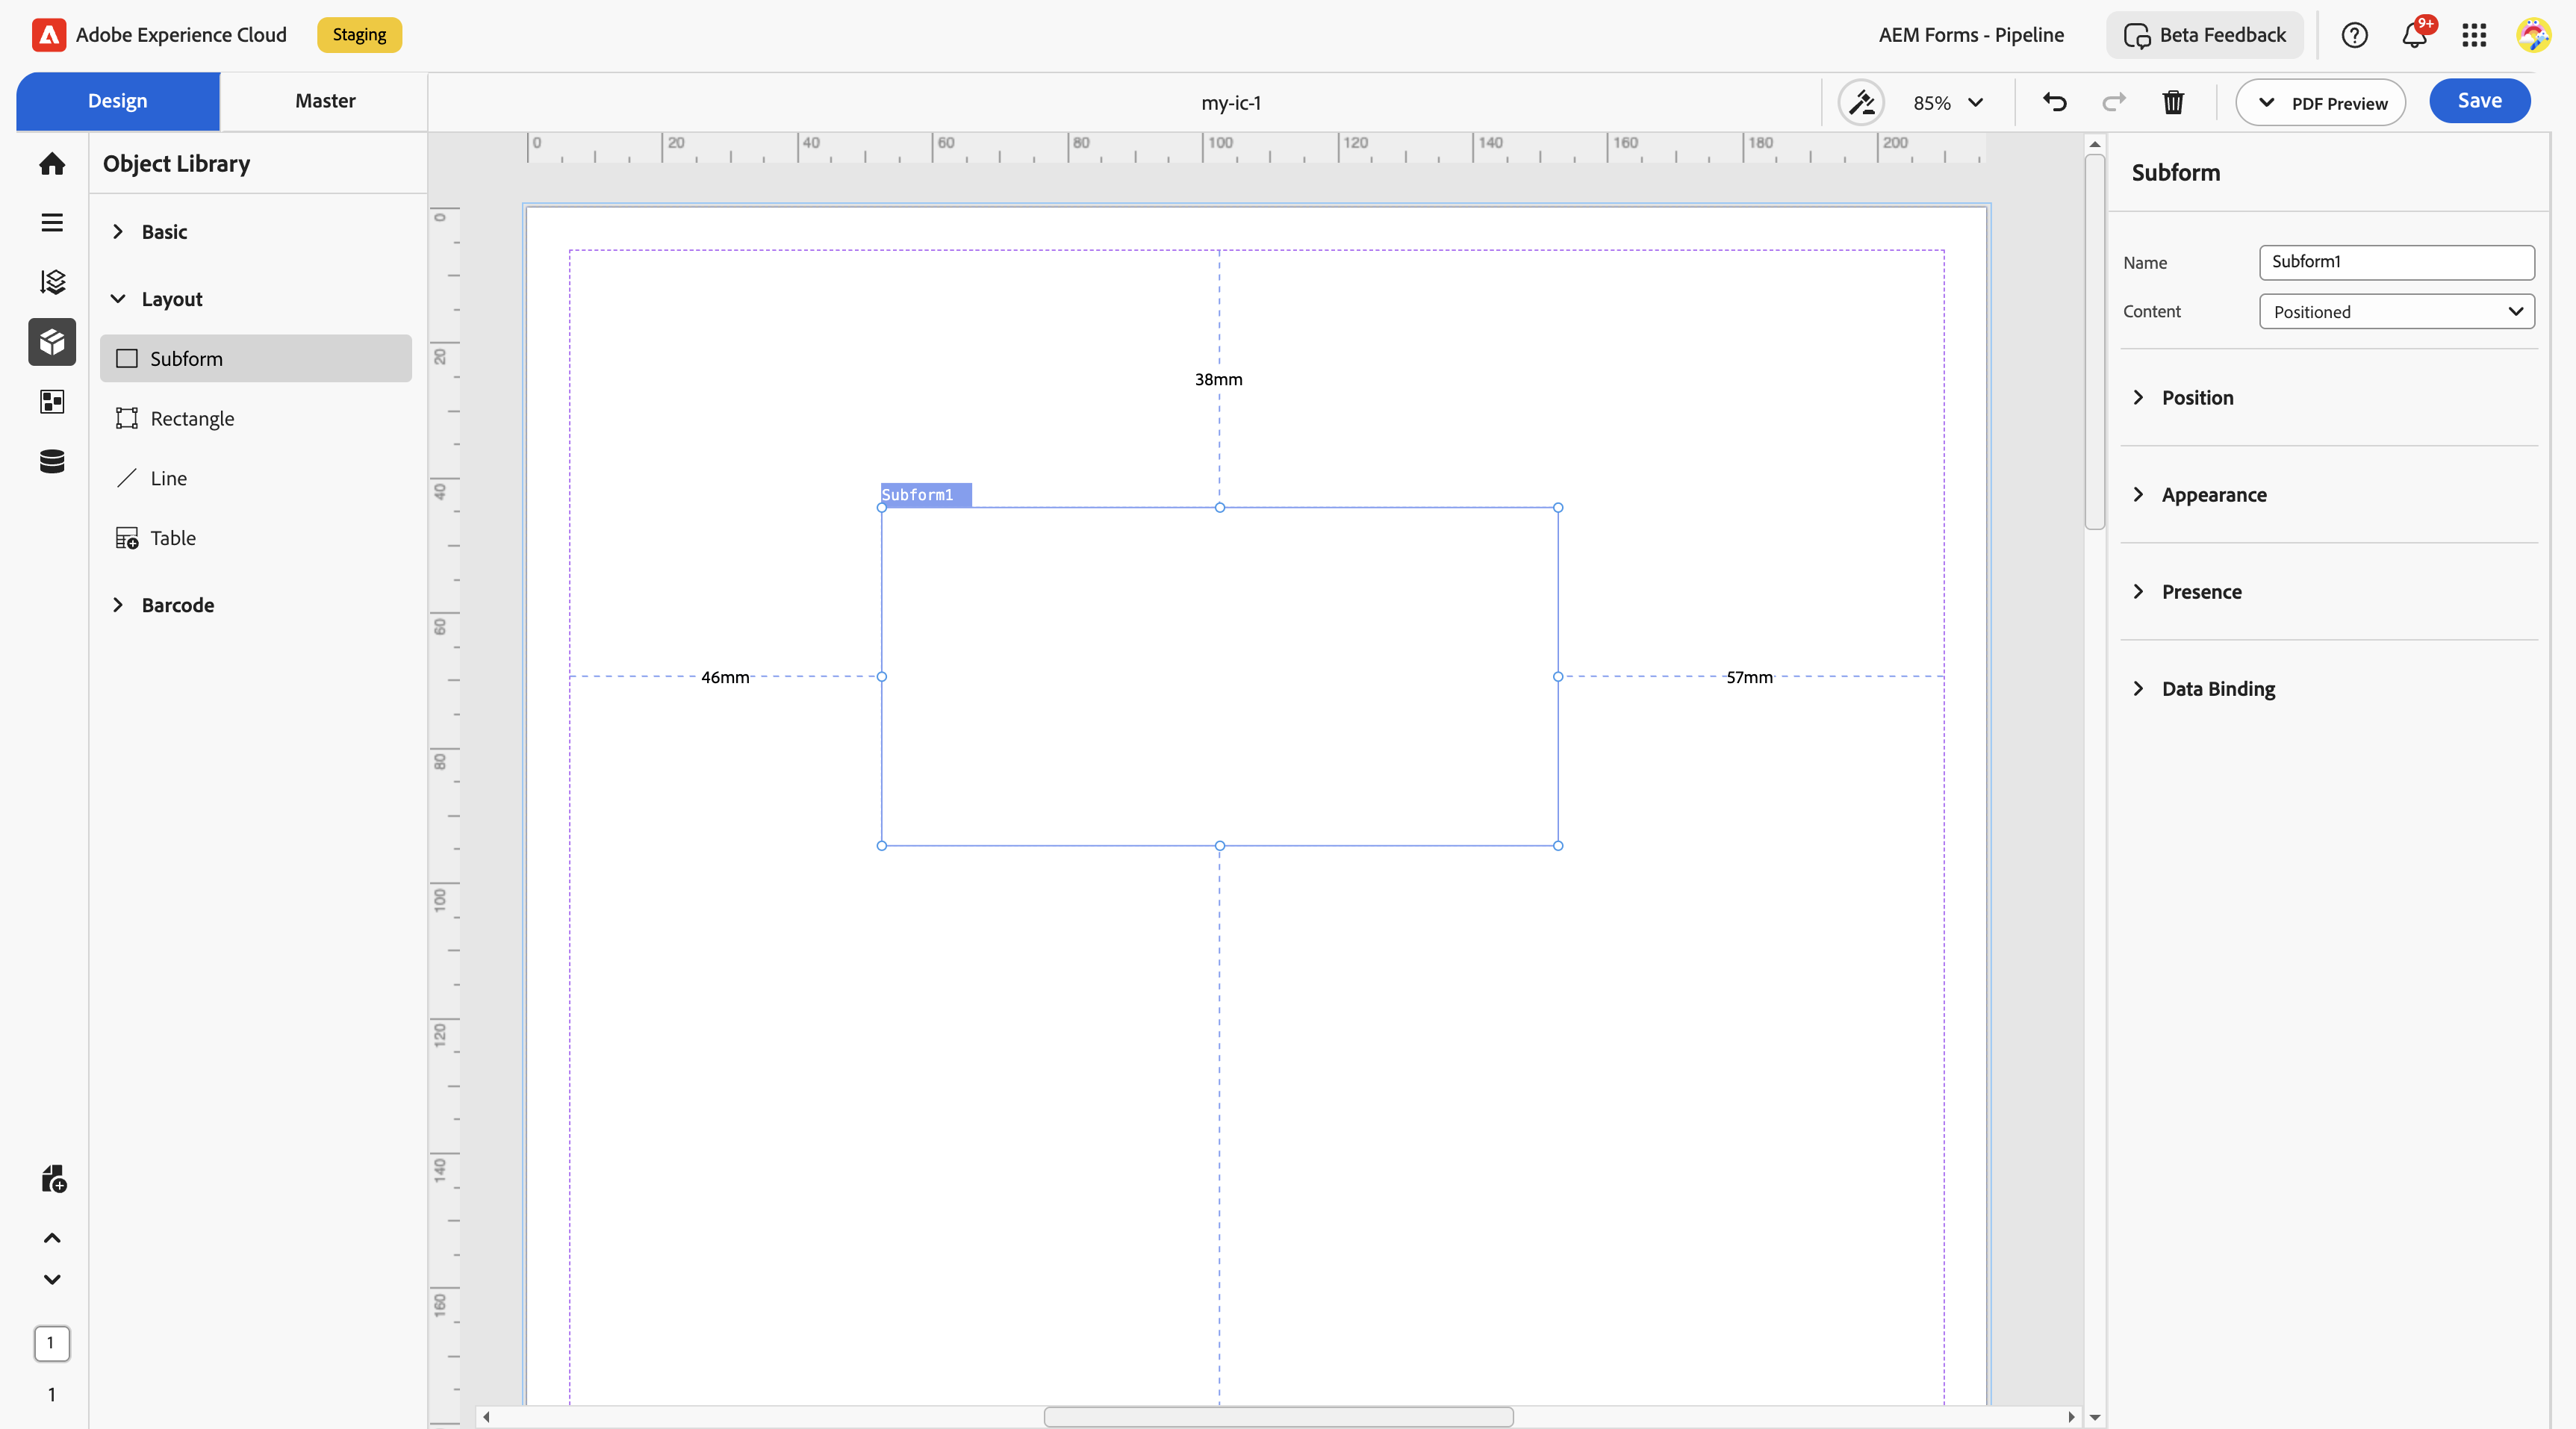 Adobe Experience Cloud
Staging
AEM Forms - Pipeline
Beta Feedback
9+
Design
Master
my-ic-1
85%
PDF Preview
Save
Object Library
Basic
Layout
Subform
Rectangle
Line
Table
Barcode
1
1
0 20 40 60 80 100 120 140 160 180 200
0
20
40
60
80
100
120
140
160
38mm
Subform1
46mm
57mm
Subform
Name
Subform1
Content
Positioned
Position
Appearance
Presence
Data Binding